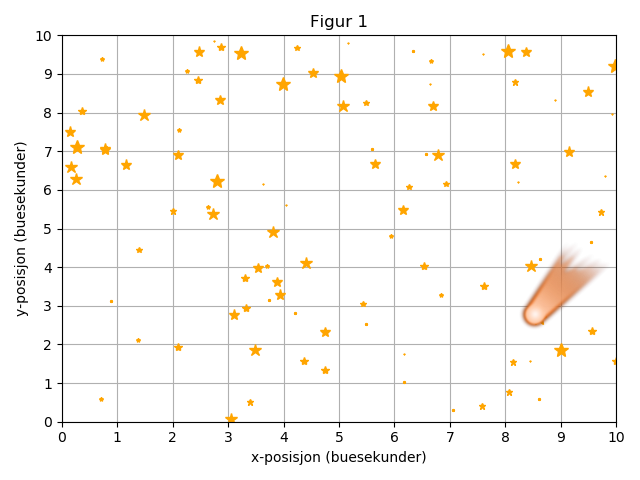 Figur 1
10
9
8
7
6
5
4
3
2
1
0
y-posisjon (buesekunder)
0 1 2 3 4 5 6 7 8 9 10
x-posisjon (buesekunder)